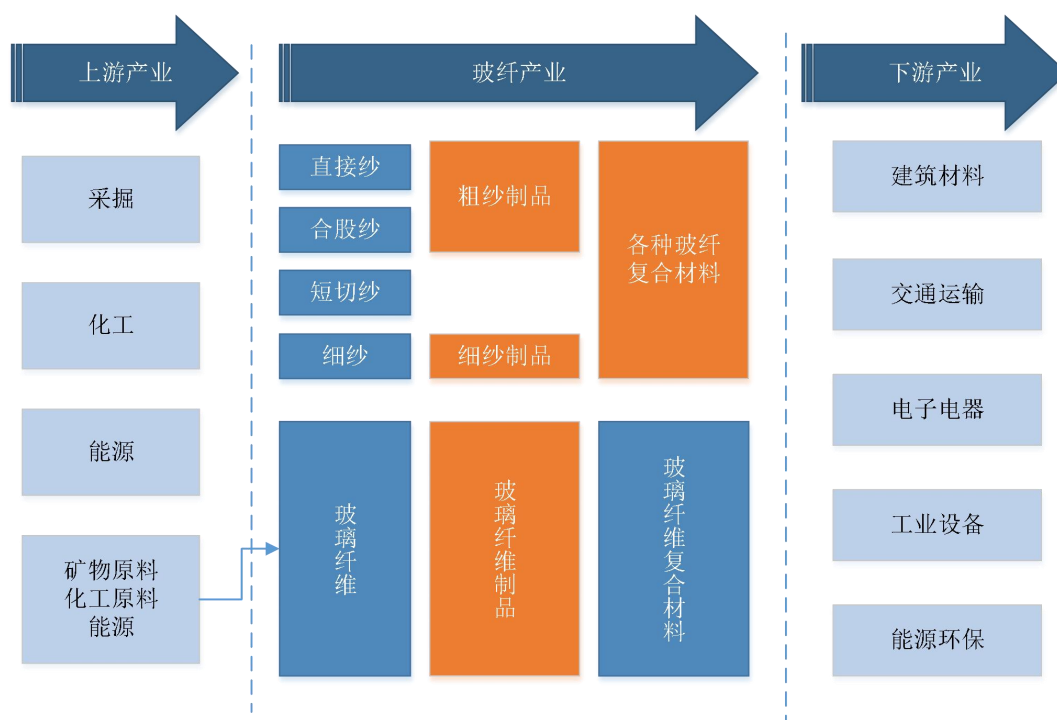 上游产业
玻纤产业
下游产业
采掘
化工
能源
矿物原料
化工原料
能源
直接纱
合股纱
短切纱
细纱
粗纱制品
细纱制品
各种玻纤
复合材料
玻璃纤维
玻璃纤维制品
玻璃纤维复合材料
建筑材料
交通运输
电子电器
工业设备
能源环保